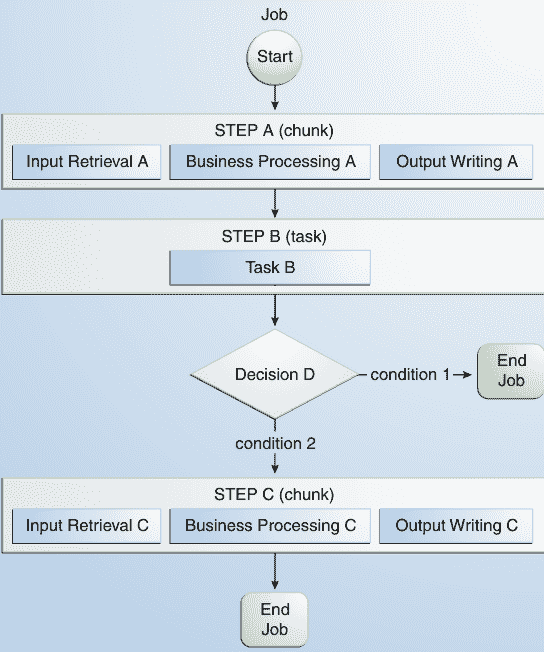 Job
Start
STEP A (chunk)
Input Retrieval A
Business Processing A
Output Writing A
STEP B (task)
Task B
Decision D
condition 1
End
Job
condition 2
STEP C (chunk)
Input Retrieval C
Business Processing C
Output Writing C
End
Job